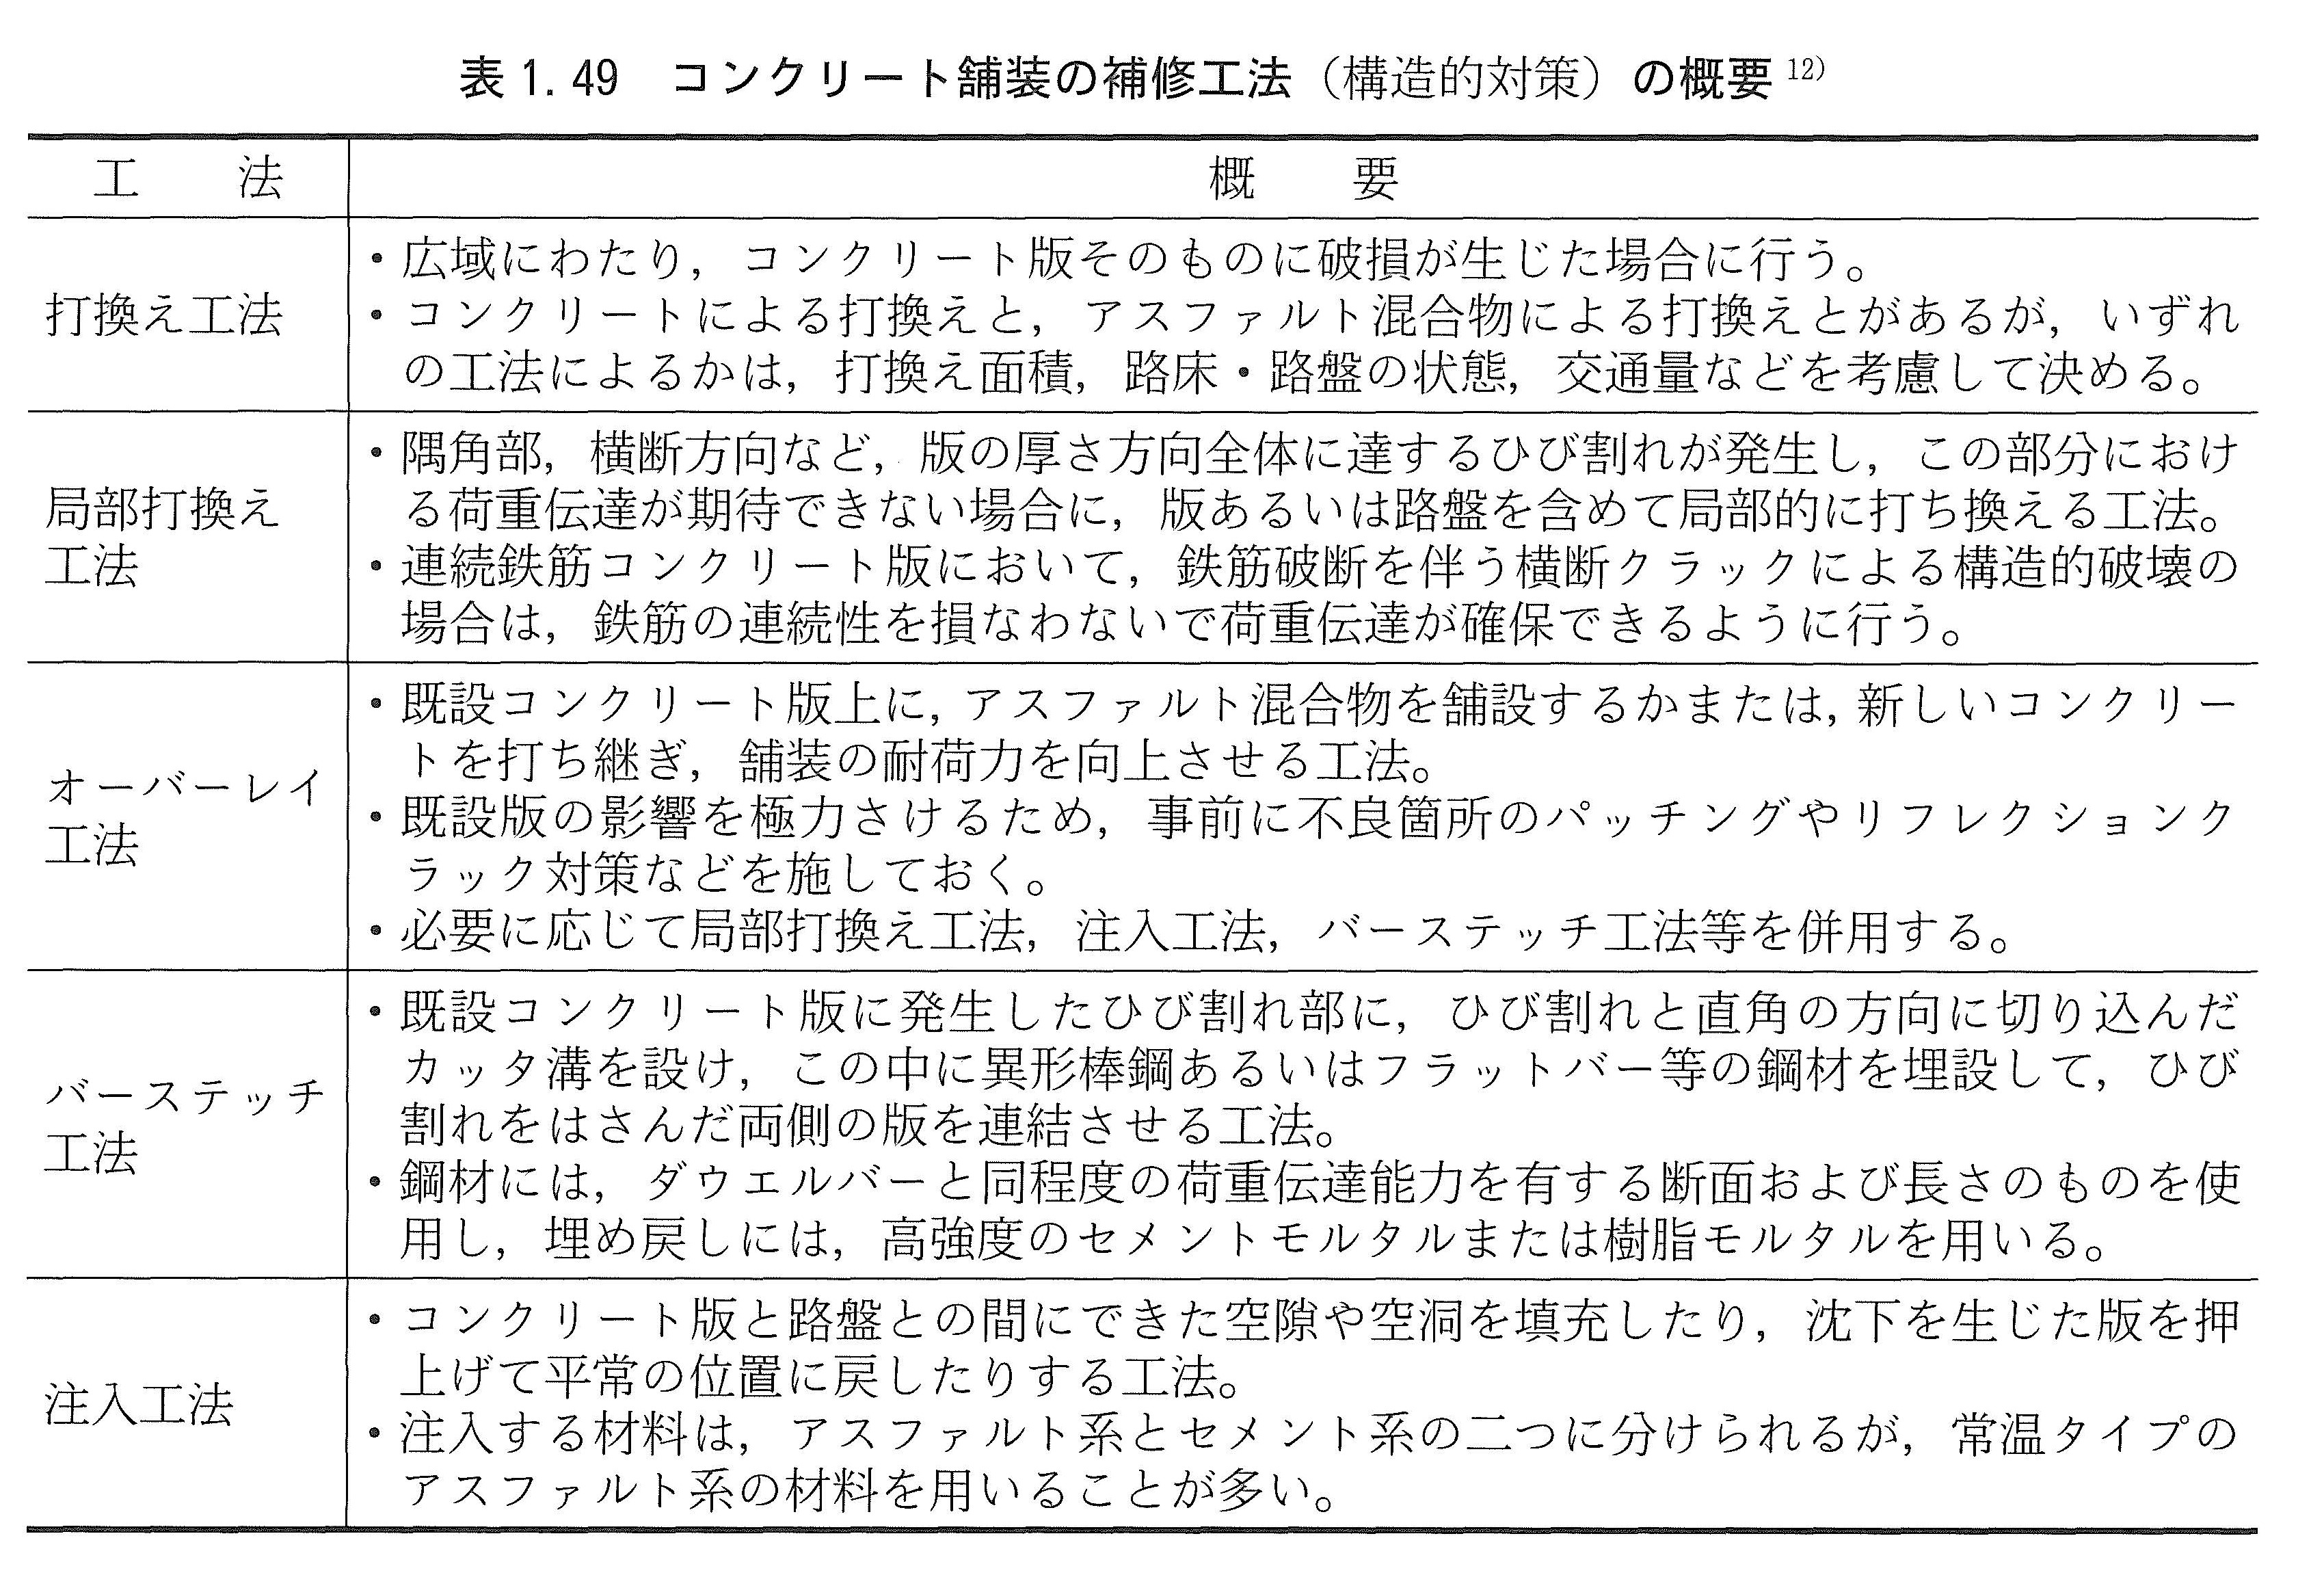 表1.49　コンクリート舗装の補修工法（構造的対策）の概要 12)
工　　法
概　　要
打換え工法
・広域にわたり，コンクリート版そのものに破損が生じた場合に行う。
・コンクリートによる打換えと，アスファルト混合物による打換えとがあるが，いずれ
の工法によるかは，打換え面積，路床・路盤の状態，交通量などを考慮して決める。
局部打換え
工法
・隅角部，横断方向など，版の厚さ方向全体に達するひび割れが発生し，この部分におけ
る荷重伝達が期待できない場合に，版あるいは路盤を含めて局部的に打ち換える工法。
・連続鉄筋コンクリート版において，鉄筋破断を伴う横断クラックによる構造的破壊の
場合は，鉄筋の連続性を損なわないで荷重伝達が確保できるように行う。
オーバーレイ
工法
・既設コンクリート版上に，アスファルト混合物を舗設するかまたは，新しいコンクリー
トを打ち継ぎ，舗装の耐荷力を向上させる工法。
・既設版の影響を極力さけるため，事前に不良箇所のパッチングやリフレクションク
ラック対策などを施しておく。
・必要に応じて局部打換え工法，注入工法，バーステッチ工法等を併用する。
バーステッチ
工法
・既設コンクリート版に発生したひび割れ部に，ひび割れと直角の方向に切り込んだ
カッタ溝を設け，この中に異形棒鋼あるいはフラットバー等の鋼材を埋設して，ひび
割れをはさんだ両側の版を連結させる工法。
・鋼材には，ダウエルバーと同程度の荷重伝達能力を有する断面および長さのものを使
用し，埋め戻しには，高強度のセメントモルタルまたは樹脂モルタルを用いる。
注入工法
・コンクリート版と路盤との間にできた空隙や空洞を填充したり，沈下を生じた版を押
上げて平常の位置に戻したりする工法。
・注入する材料は，アスファルト系とセメント系の二つに分けられるが，常温タイプの
アスファルト系の材料を用いることが多い。